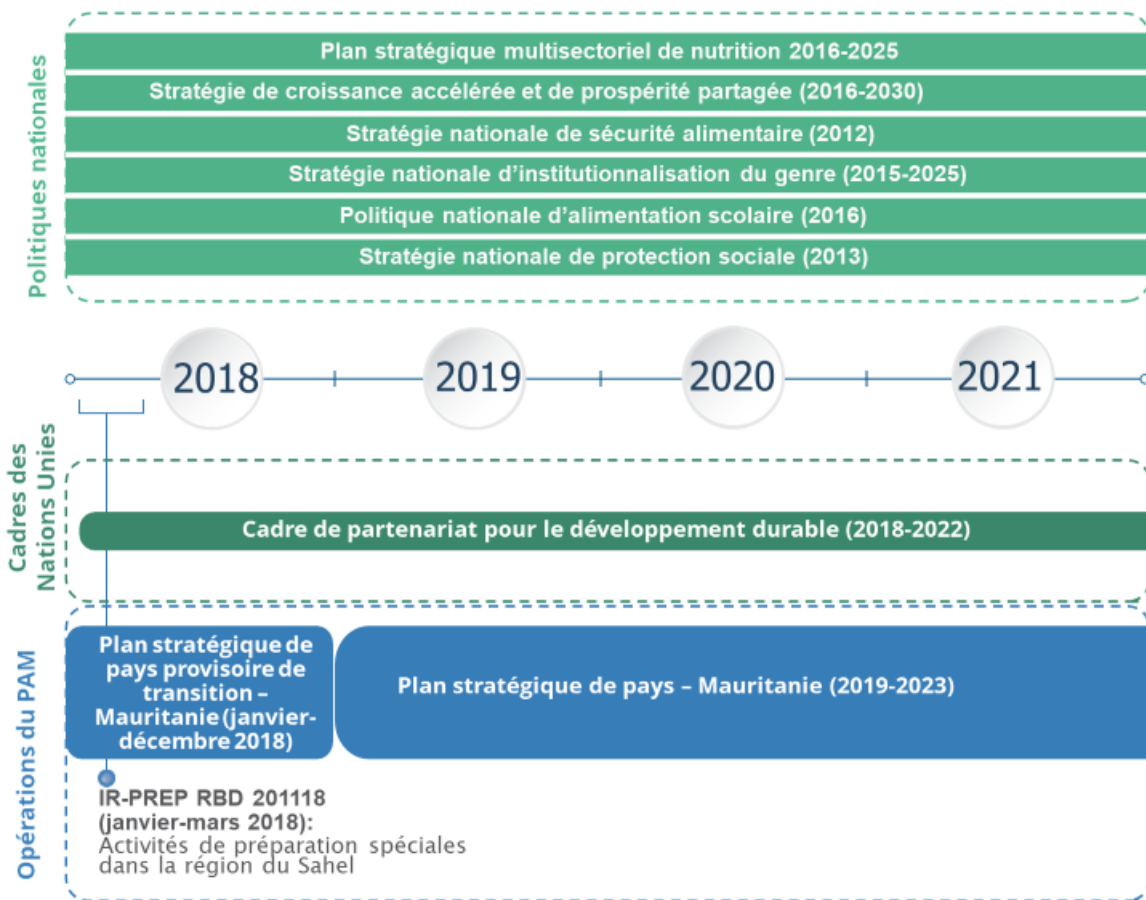 Politiques nationales
Plan stratégique multisectoriel de nutrition 2016-2025
Stratégie de croissance accélérée et de prospérité partagée (2016-2030)
Stratégie nationale de sécurité alimentaire (2012)
Stratégie nationale d’institutionnalisation du genre (2015-2025)
Politique nationale d’alimentation scolaire (2016)
Stratégie nationale de protection sociale (2013)
2018
2019
2020
2021
Cadres des
Nations Unies
Cadre de partenariat pour le développement durable (2018-2022)
Opérations du PAM
Plan stratégique de
pays provisoire de
transition –
Mauritanie (janvier-
décembre 2018)
Plan stratégique de pays – Mauritanie (2019-2023)
IR-PREP RBD 201118
(janvier-mars 2018):
Activités de préparation spéciales
dans la région du Sahel